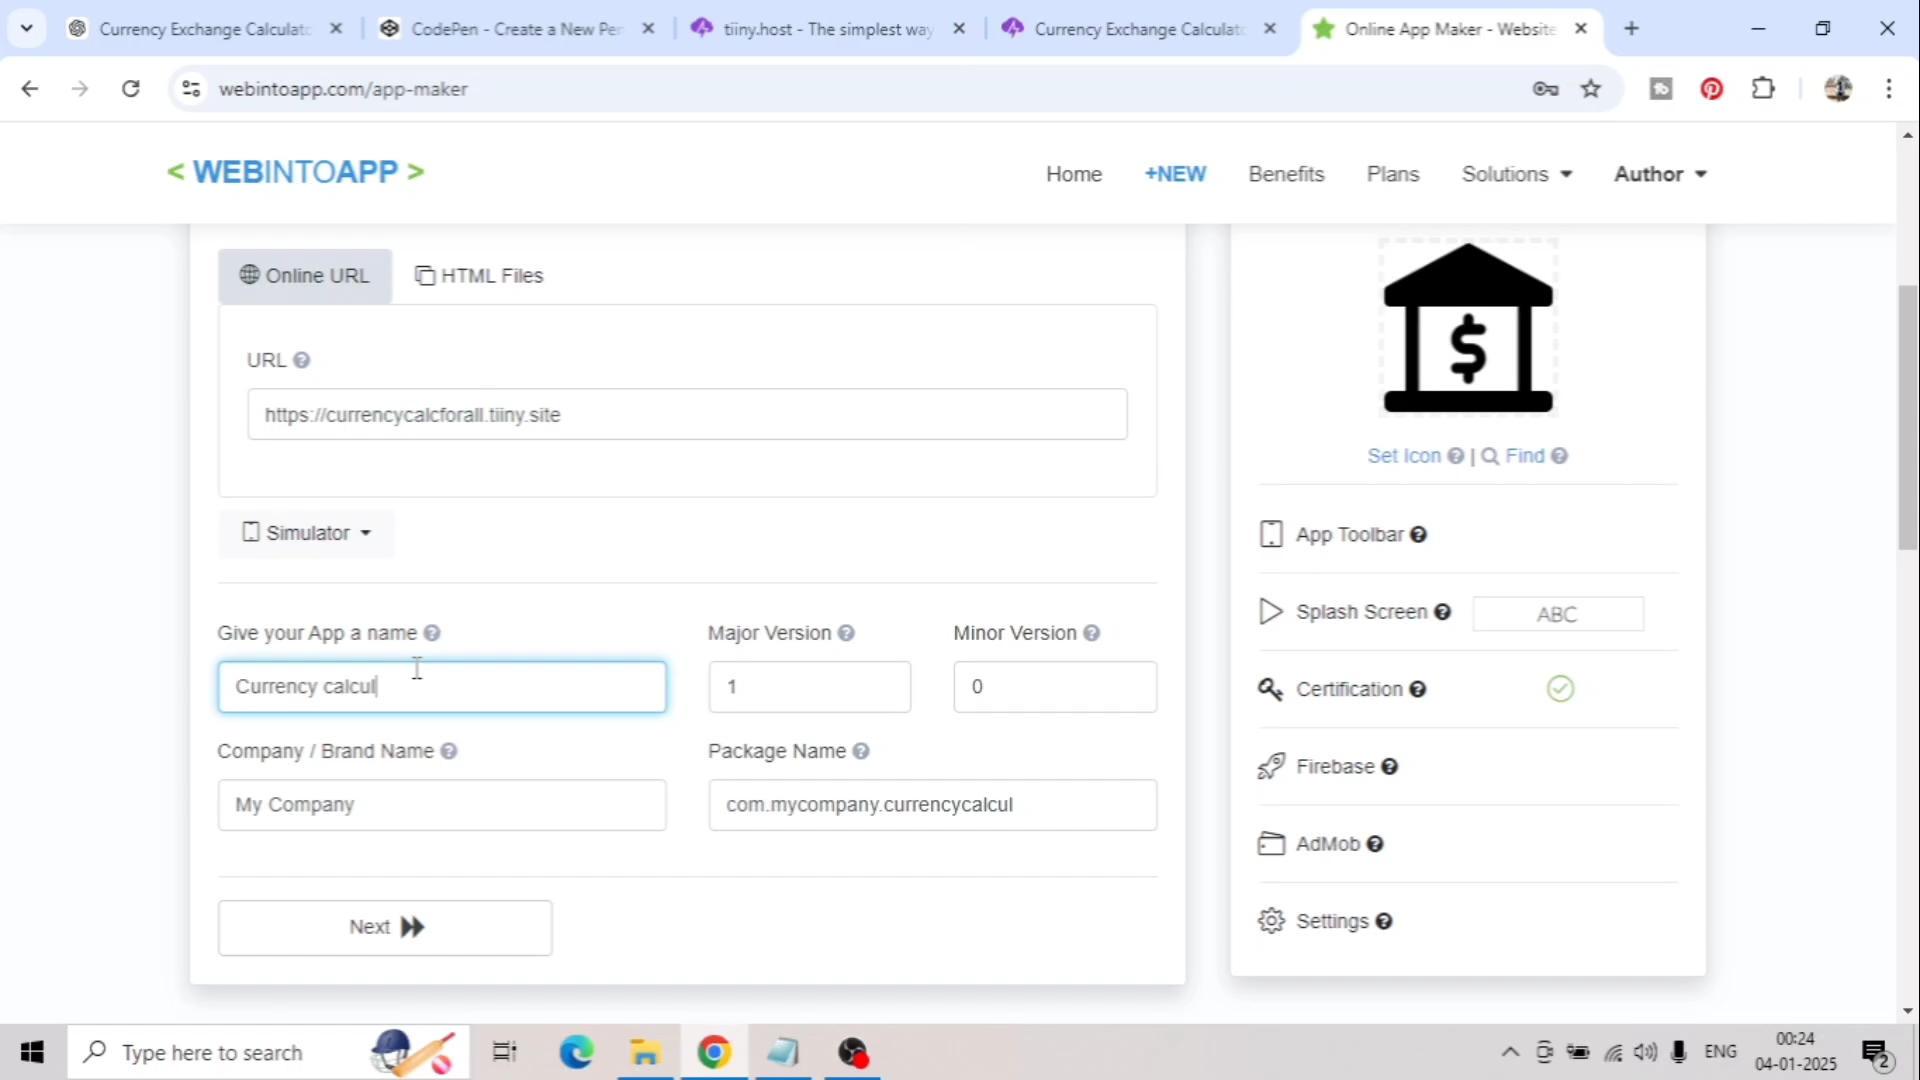 Currency Exchange Calculato
CodePen - Create a New Pen
tiiny.host - The simplest way
Currency Exchange Calculato
Online App Maker - Website
webintoapp.com/app-maker
< WEBINTOAPP >
Home
+NEW
Benefits
Plans
Solutions
Author
Online URL
HTML Files
URL
https://currencycalcforall.tiiny.site
Simulator
Give your App a name
Major Version
Minor Version
Currency calcul
1
0
Company / Brand Name
Package Name
My Company
com.mycompany.currencycalcul
Next
$
Set Icon | Find
App Toolbar
Splash Screen
ABC
Certification
Firebase
AdMob
Settings
Type here to search
ENG
00:24
04-01-2025
2